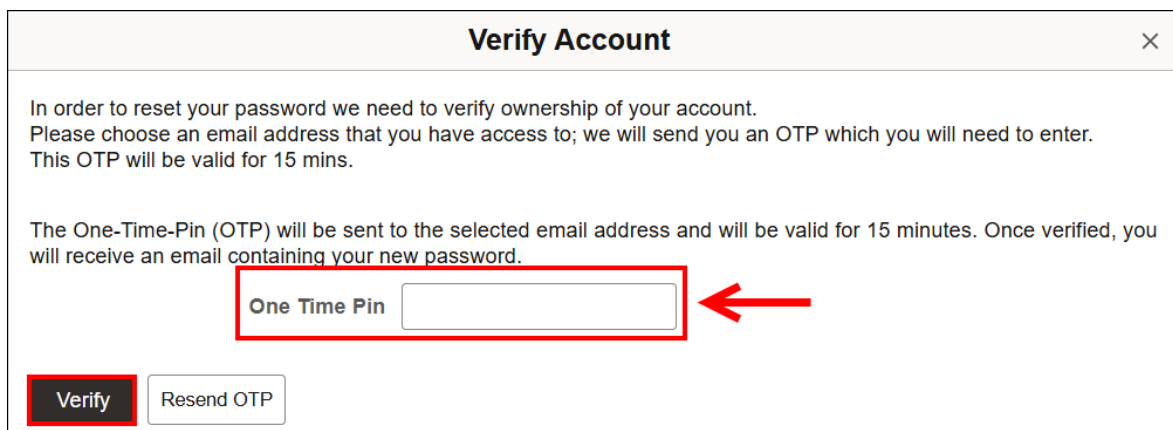 Verify Account
In order to reset your password we need to verify ownership of your account.
Please choose an email address that you have access to; we will send you an OTP which you will need to enter.
This OTP will be valid for 15 mins.
The One-Time-Pin (OTP) will be sent to the selected email address and will be valid for 15 minutes. Once verified, you
will receive an email containing your new password.
One Time Pin
Verify Resend OTP